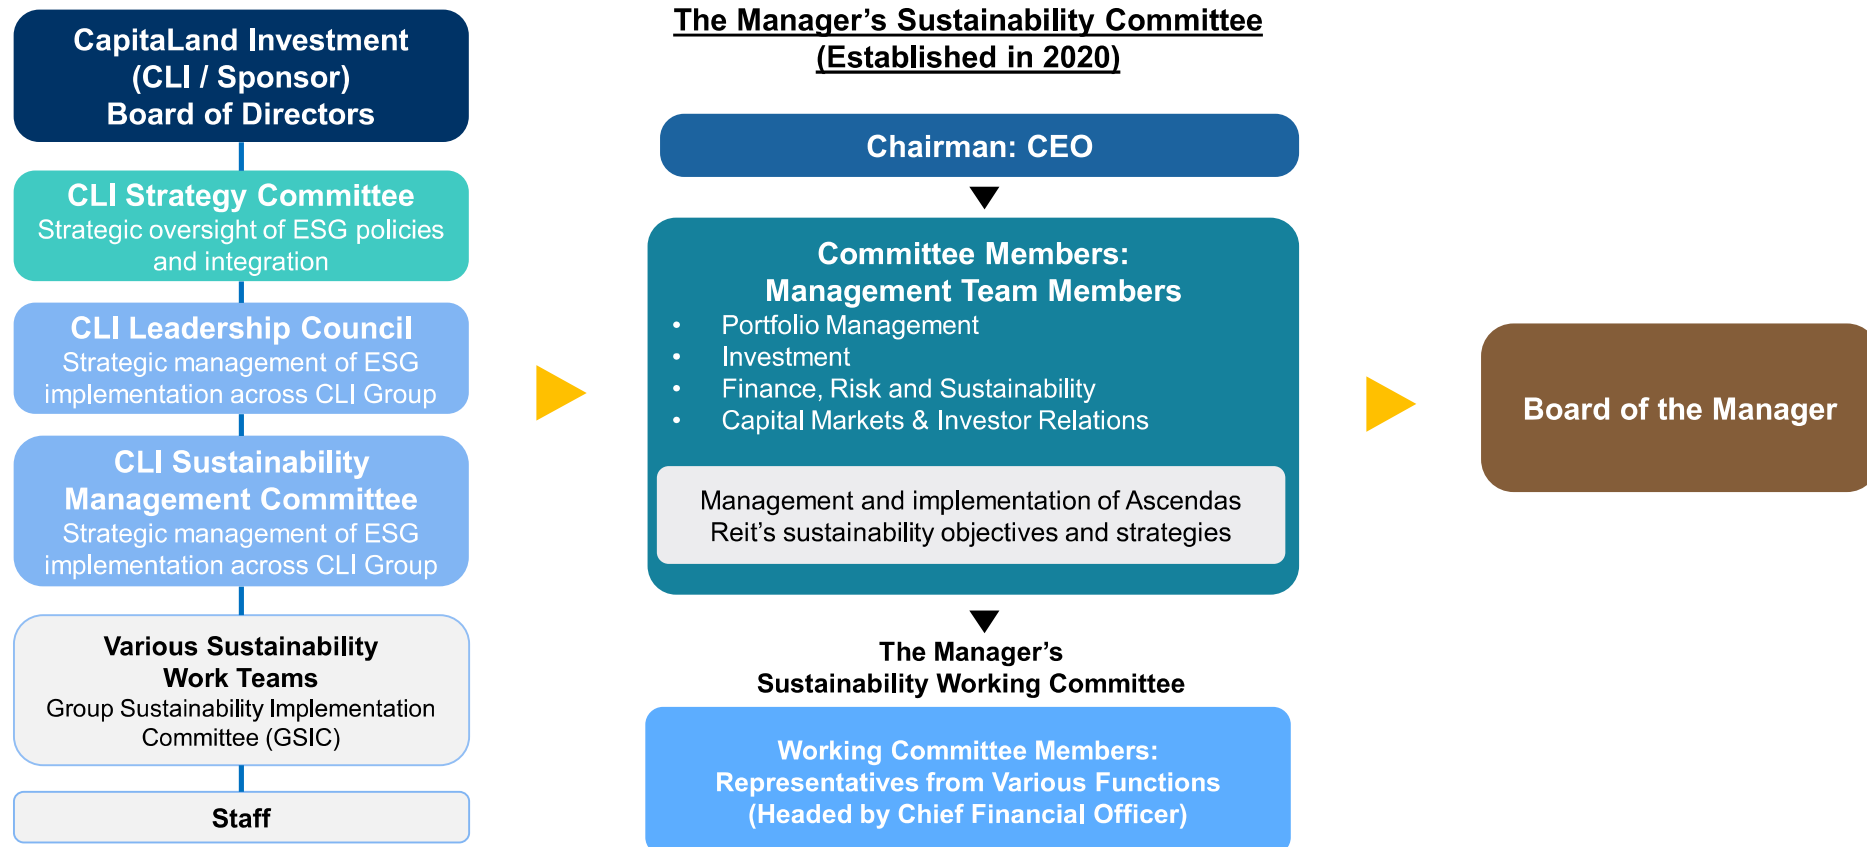 CapitaLand Investment
(CLI / Sponsor)
Board of Directors
CLI Strategy Committee
Strategic oversight of ESG policies
and integration
CLI Leadership Council
Strategic management of ESG
implementation across CLI Group
CLI Sustainability
Management Committee
Strategic management of ESG
implementation across CLI Group
Various Sustainability
Work Teams
Group Sustainability Implementation
Committee (GSIC)
Staff
The Manager’s Sustainability Committee
(Established in 2020)
Chairman: CEO
Committee Members:
Management Team Members
• Portfolio Management
• Investment
• Finance, Risk and Sustainability
• Capital Markets & Investor Relations
Management and implementation of Ascendas
Reit’s sustainability objectives and strategies
The Manager’s
Sustainability Working Committee
Working Committee Members:
Representatives from Various Functions
(Headed by Chief Financial Officer)
Board of the Manager